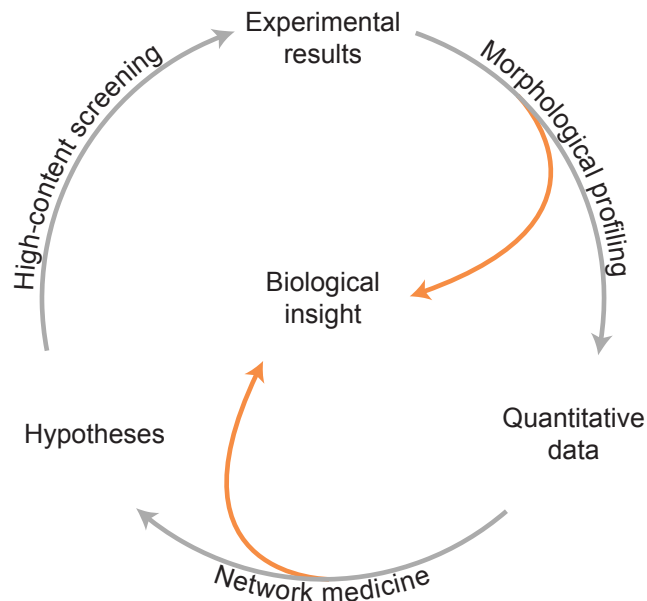 Experimental
results
Morphological profiling
High-content screening
Biological
insight
Quantitative
data
Hypotheses
Network medicine